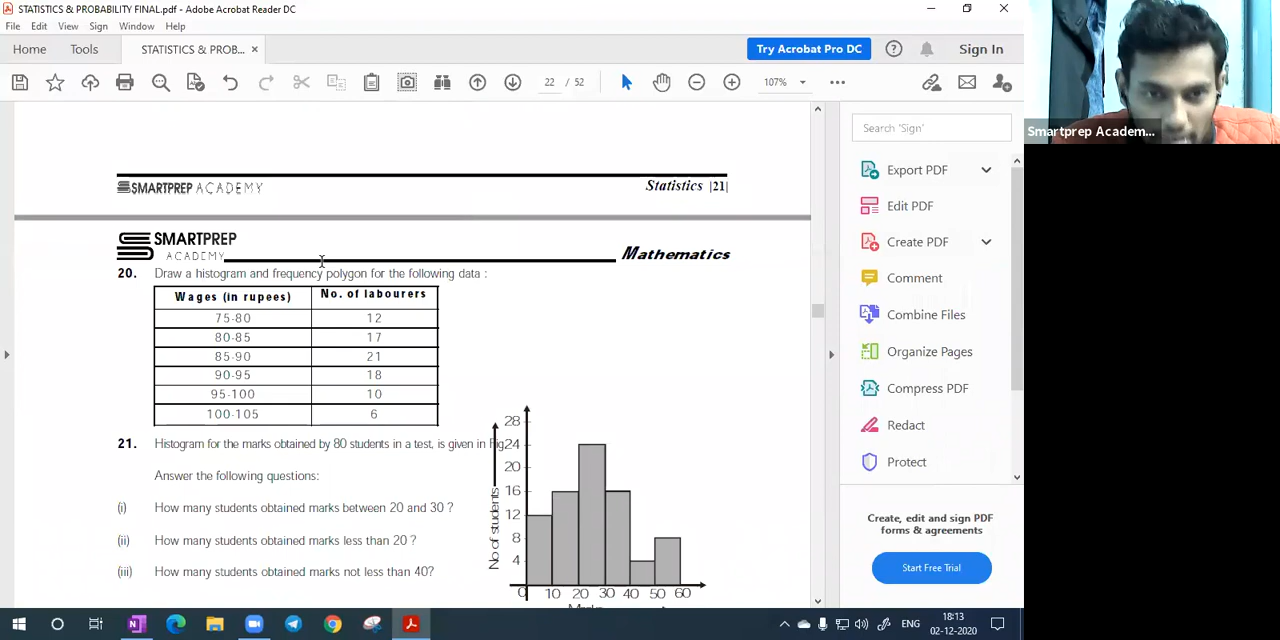 STATISTICS & PROBABILITY FINAL.pdf - Adobe Acrobat Reader DC
File Edit View Sign Window Help
Home Tools STATISTICS & PROB... × Try Acrobat Pro DC Sign In
22 / 52 107%
Search 'Sign'
Smartprep Academ...
Export PDF
Edit PDF
Create PDF
Comment
Combine Files
Organize Pages
Compress PDF
Redact
Protect
Create, edit and sign PDF
forms & agreements
Start Free Trial
SMARTPREP ACADEMY Statistics |21|
SMARTPREP
ACADEMY Mathematics
20. Draw a histogram and frequency polygon for the following data :
Wages (in rupees) No. of labourers
75-80 12
80-85 17
85-90 21
90-95 18
95-100 10
100-105 6
21. Histogram for the marks obtained by 80 students in a test, is given in Fig.
Answer the following questions:
(i) How many students obtained marks between 20 and 30 ?
(ii) How many students obtained marks less than 20 ?
(iii) How many students obtained marks not less than 40?
No of students
28
24
20
16
12
8
4
0 10 20 30 40 50 60
ENG
18:13
02-12-2020